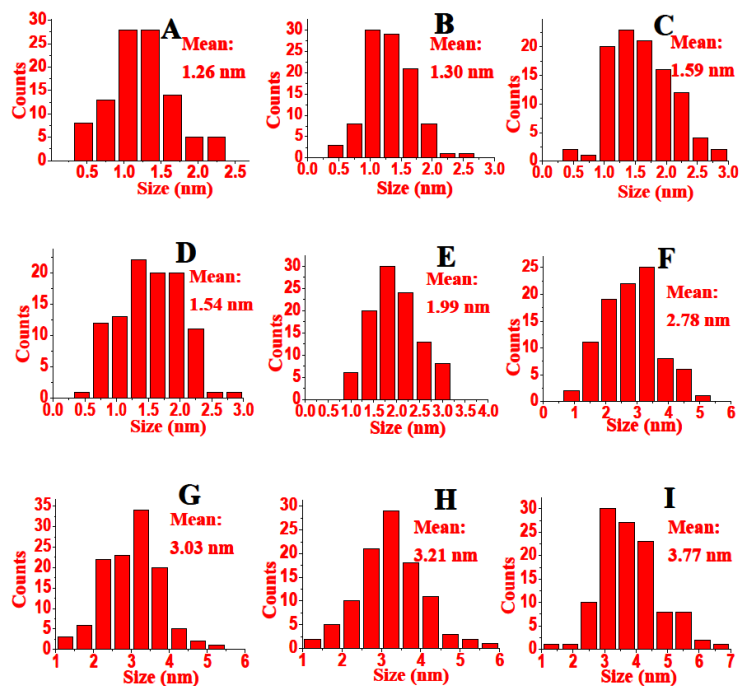 A
Mean:
1.26 nm
Counts
30
25
20
15
10
5
0
0.5 1.0 1.5 2.0 2.5
Size (nm)
B
Mean:
1.30 nm
Counts
30
25
20
15
10
5
0
0.0 0.5 1.0 1.5 2.0 2.5 3.0
Size (nm)
C
Mean:
1.59 nm
Counts
25
20
15
10
5
0
0.0 0.5 1.0 1.5 2.0 2.5 3.0
Size (nm)
D
Mean:
1.54 nm
Counts
20
15
10
5
0
0.0 0.5 1.0 1.5 2.0 2.5 3.0
Size (nm)
E
Mean:
1.99 nm
Counts
30
25
20
15
10
5
0
0.0 0.5 1.0 1.5 2.0 2.5 3.0 3.5 4.0
Size (nm)
F
Mean:
2.78 nm
Counts
25
20
15
10
5
0
0 1 2 3 4 5 6
Size (nm)
G
Mean:
3.03 nm
Counts
35
30
25
20
15
10
5
0
1 2 3 4 5 6
Size (nm)
H
Mean:
3.21 nm
Counts
30
25
20
15
10
5
0
1 2 3 4 5 6
Size (nm)
I
Mean:
3.77 nm
Counts
30
25
20
15
10
5
0
1 2 3 4 5 6 7
Size (nm)